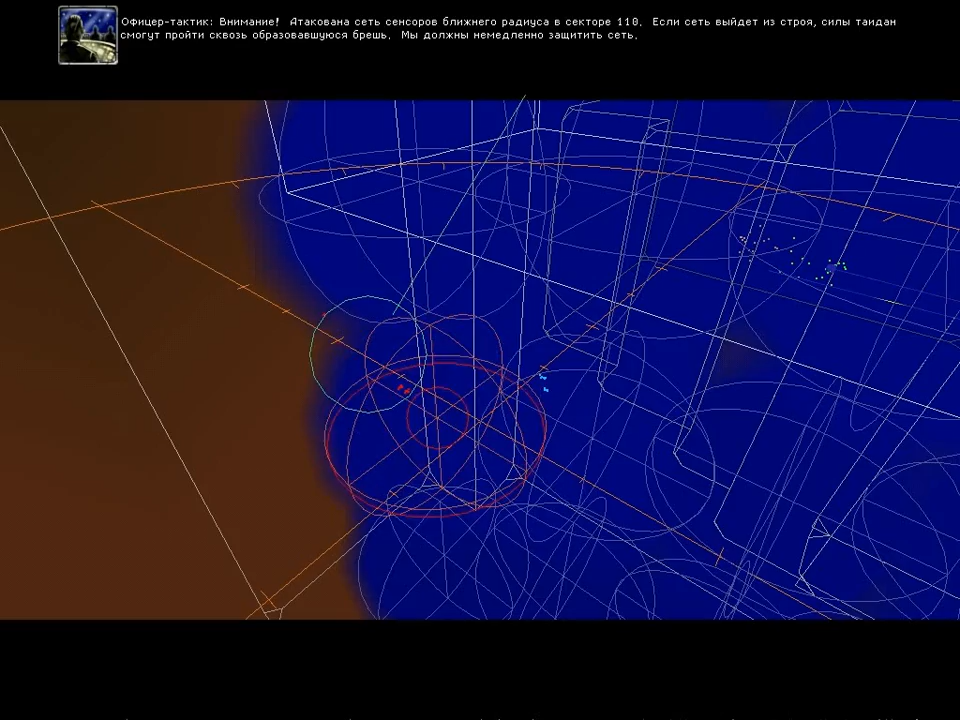 Офицер-тактик: Внимание! Атакована сеть сенсоров ближнего радиуса в секторе 110. Если сеть выйдет из строя, силы таидан
смогут пройти сквозь образовавшуюся брешь. Мы должны немедленно защитить сеть.